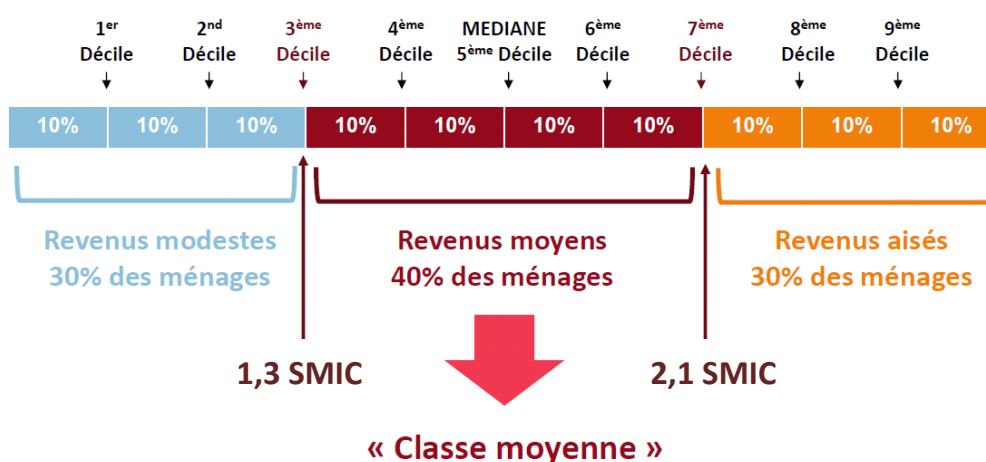 1er Décile
2nd Décile
3ème Décile
4ème Décile
MEDIANE 5ème Décile
6ème Décile
7ème Décile
8ème Décile
9ème Décile
10% 10% 10% 10% 10% 10% 10% 10% 10% 10%
Revenus modestes
30% des ménages
Revenus moyens
40% des ménages
Revenus aisés
30% des ménages
1,3 SMIC
2,1 SMIC
« Classe moyenne »